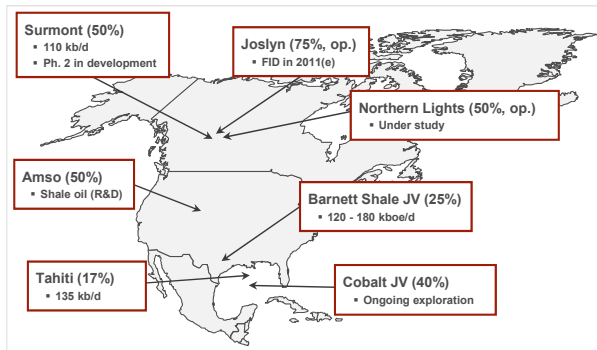 Surmont (50%)
▪ 110 kb/d
▪ Ph. 2 in development
Joslyn (75%, op.)
▪ FID in 2011(e)
Northern Lights (50%, op.)
▪ Under study
Amso (50%)
▪ Shale oil (R&D)
Barnett Shale JV (25%)
▪ 120 - 180 kboe/d
Tahiti (17%)
▪ 135 kb/d
Cobalt JV (40%)
▪ Ongoing exploration